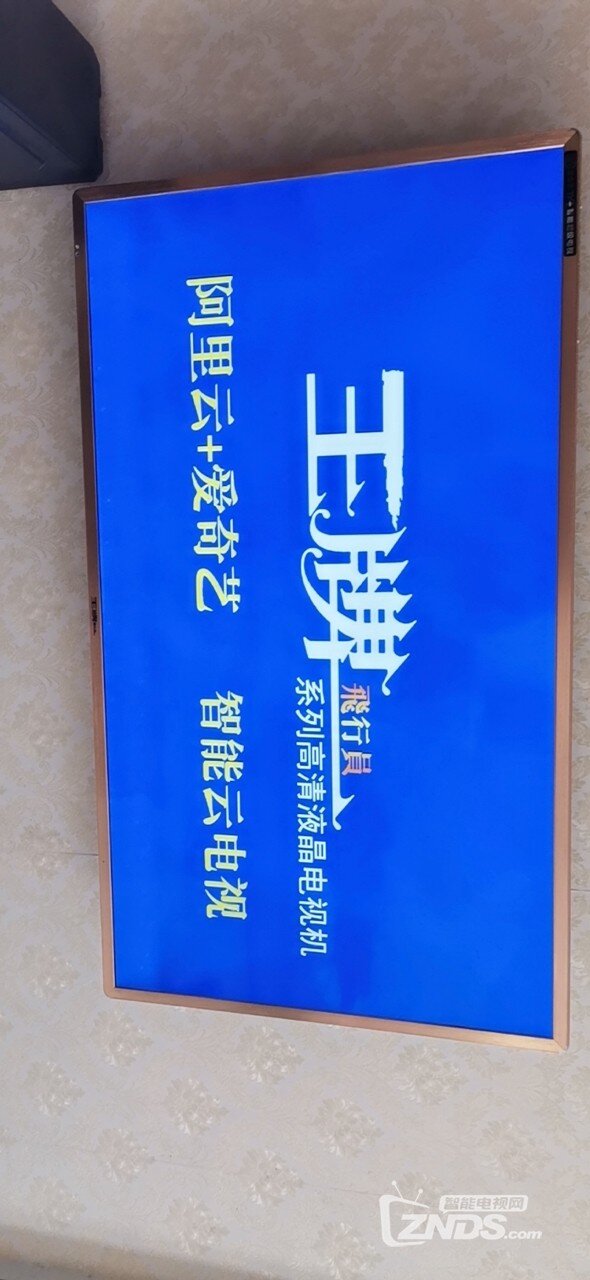 王牌
飛行員
系列高清液晶电视机
阿里云+爱奇艺 智能云电视
智能电视网
ZNDS.com